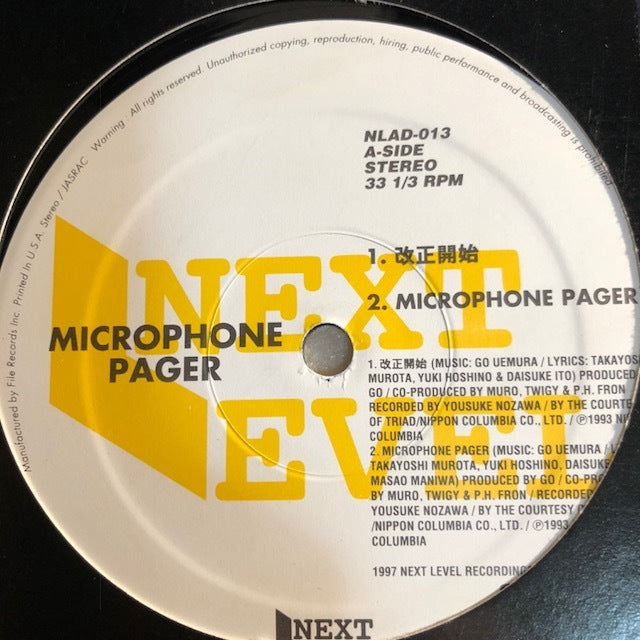 Manufactured by File Records Inc. Printed In U.S.A. Stereo / JASRAC Warning . All rights reserved. Unauthorized copying, reproduction, hiring, public performance and broadcasting is prohibited.
NLAD-013
A-SIDE
STEREO
33 1/3 RPM
NEXT
1. 改正開始
2. MICROPHONE PAGER
MICROPHONE
PAGER
1. 改正開始 (MUSIC: GO UEMURA / LYRICS: TAKAYOS
MUROTA, YUKI HOSHINO & DAISUKE ITO) PRODUCED
GO / CO-PRODUCED BY MURO, TWIGY & P.H. FRON
RECORDED BY YOUSUKE NOZAWA / BY THE COURTE
OF TRIAD/NIPPON COLUMBIA CO., LTD. / ℗1993 NI
COLUMBIA
2. MICROPHONE PAGER (MUSIC: GO UEMURA / L
TAKAYOSHI MUROTA, YUKI HOSHINO, DAISUKE
MASAO MANIWA) PRODUCED BY GO / CO-P
BY MURO, TWIGY & P.H. FRON / RECORDED
YOUSUKE NOZAWA / BY THE COURTESY
/NIPPON COLUMBIA CO., LTD. / ℗1993
COLUMBIA
1997 NEXT LEVEL RECORDING
NEXT